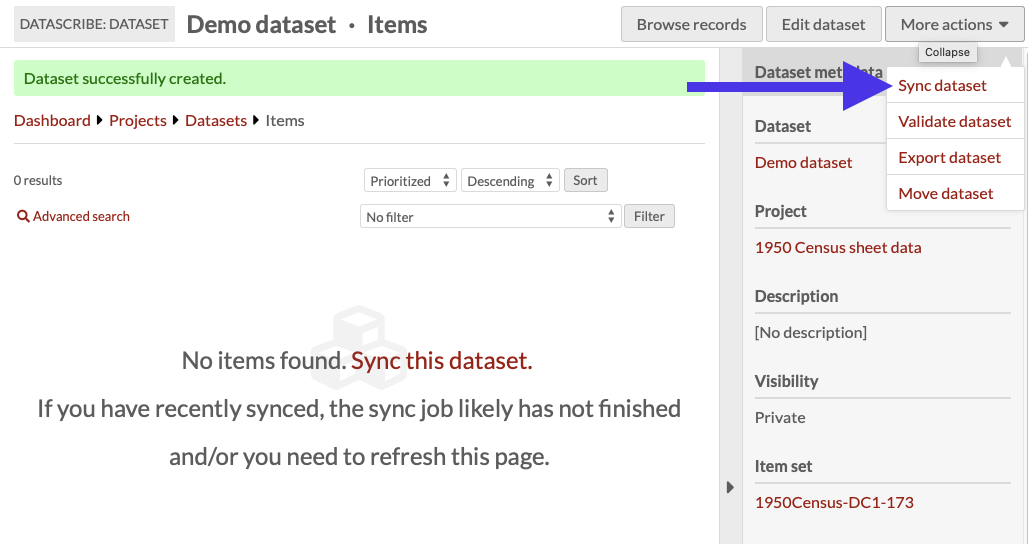 DATASCRIBE: DATASET
Demo dataset · Items
Browse records
Edit dataset
More actions
Collapse
Sync dataset
Validate dataset
Export dataset
Move dataset
Dataset successfully created.
Dashboard Projects Datasets Items
0 results
Prioritized
Descending
Sort
Advanced search
No filter
Filter
No items found. Sync this dataset.
If you have recently synced, the sync job likely has not finished
and/or you need to refresh this page.
Dataset metadata
Dataset
Demo dataset
Project
1950 Census sheet data
Description
[No description]
Visibility
Private
Item set
1950Census-DC1-173